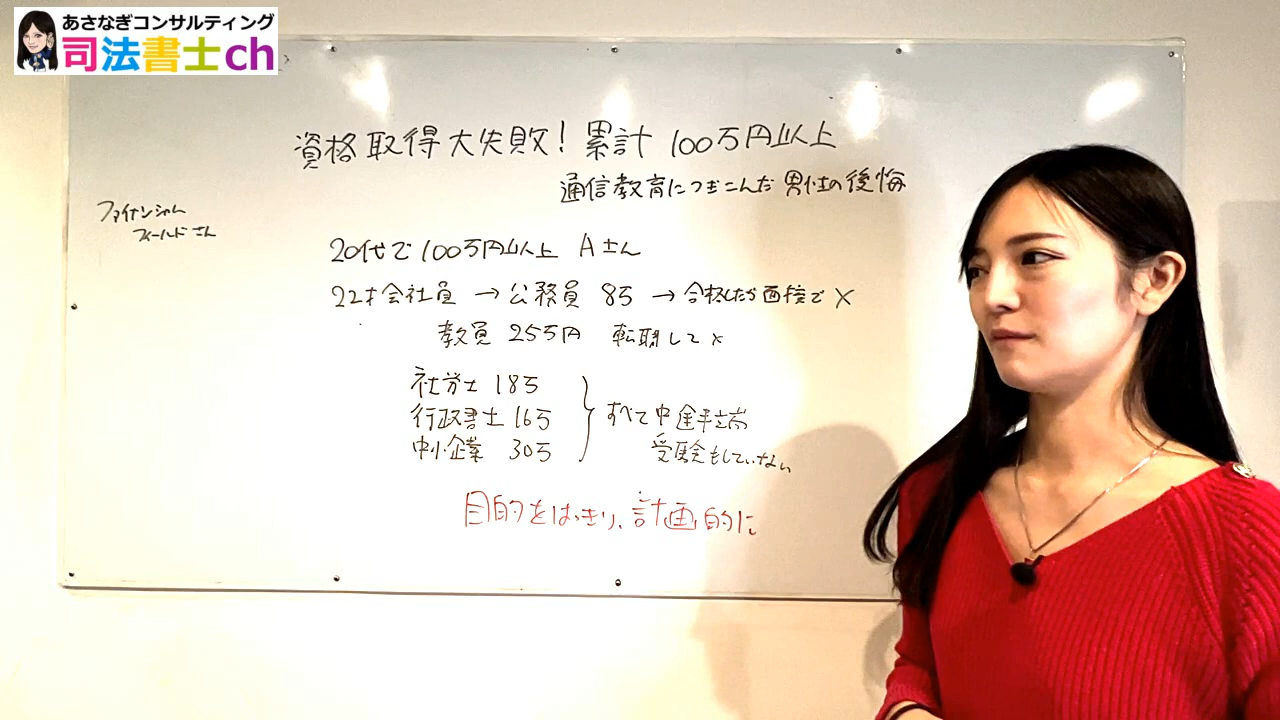 あさなぎコンサルティング
司法書士ch
資格取得大失敗!累計100万円以上
通信教育につぎこんだ男性の後悔
ファイナンシャル
フィールドさん
20代で100万円以上 Aさん
22才会社員→公務員 8万→合格したが面接で×
教員 25万円 転職して×
社労士 18万
行政書士 16万
中小企業 30万
すべて中途半端
受験もしていない
目的をはっきり、計画的に